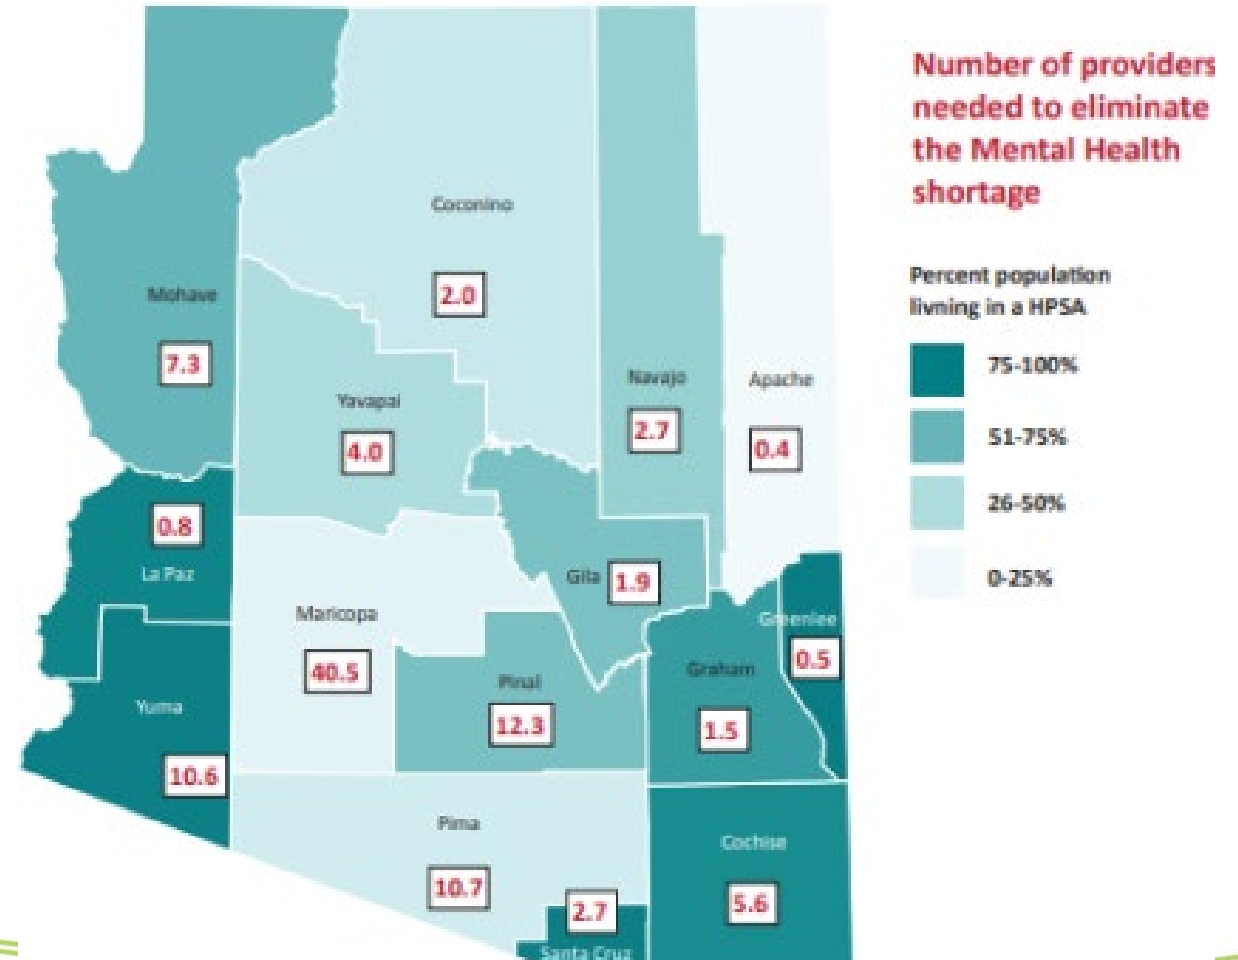 Number of providers
needed to eliminate
the Mental Health
shortage
Percent population
livning in a HPSA
75-100%
51-75%
26-50%
0-25%
Coconino
2.0
Mohave
7.3
Navajo
2.7
Apache
0.4
Yavapai
4.0
0.8
La Paz
Gila 1.9
Maricopa
40.5
Greenlee
0.5
Graham
1.5
Pinal
12.3
Yuma
10.6
Pima
10.7
Cochise
5.6
2.7
Santa Cruz